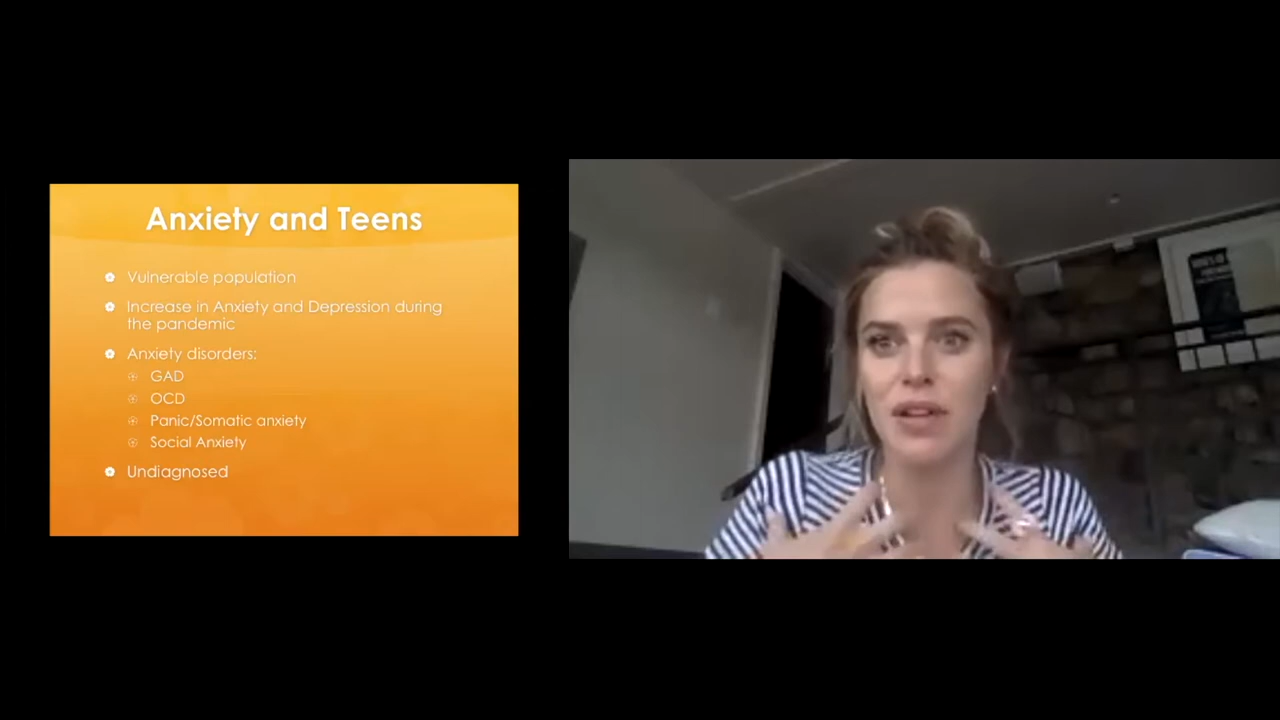 Anxiety and Teens
Vulnerable population
Increase in Anxiety and Depression during
the pandemic
Anxiety disorders:
GAD
OCD
Panic/Somatic anxiety
Social Anxiety
Undiagnosed